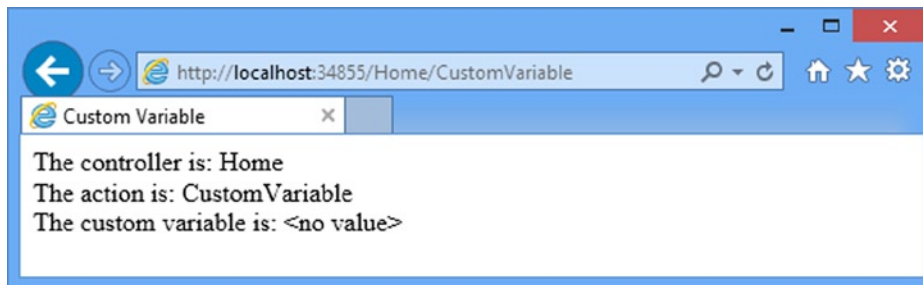 http://localhost:34855/Home/CustomVariable
Custom Variable
The controller is: Home
The action is: CustomVariable
The custom variable is: <no value>